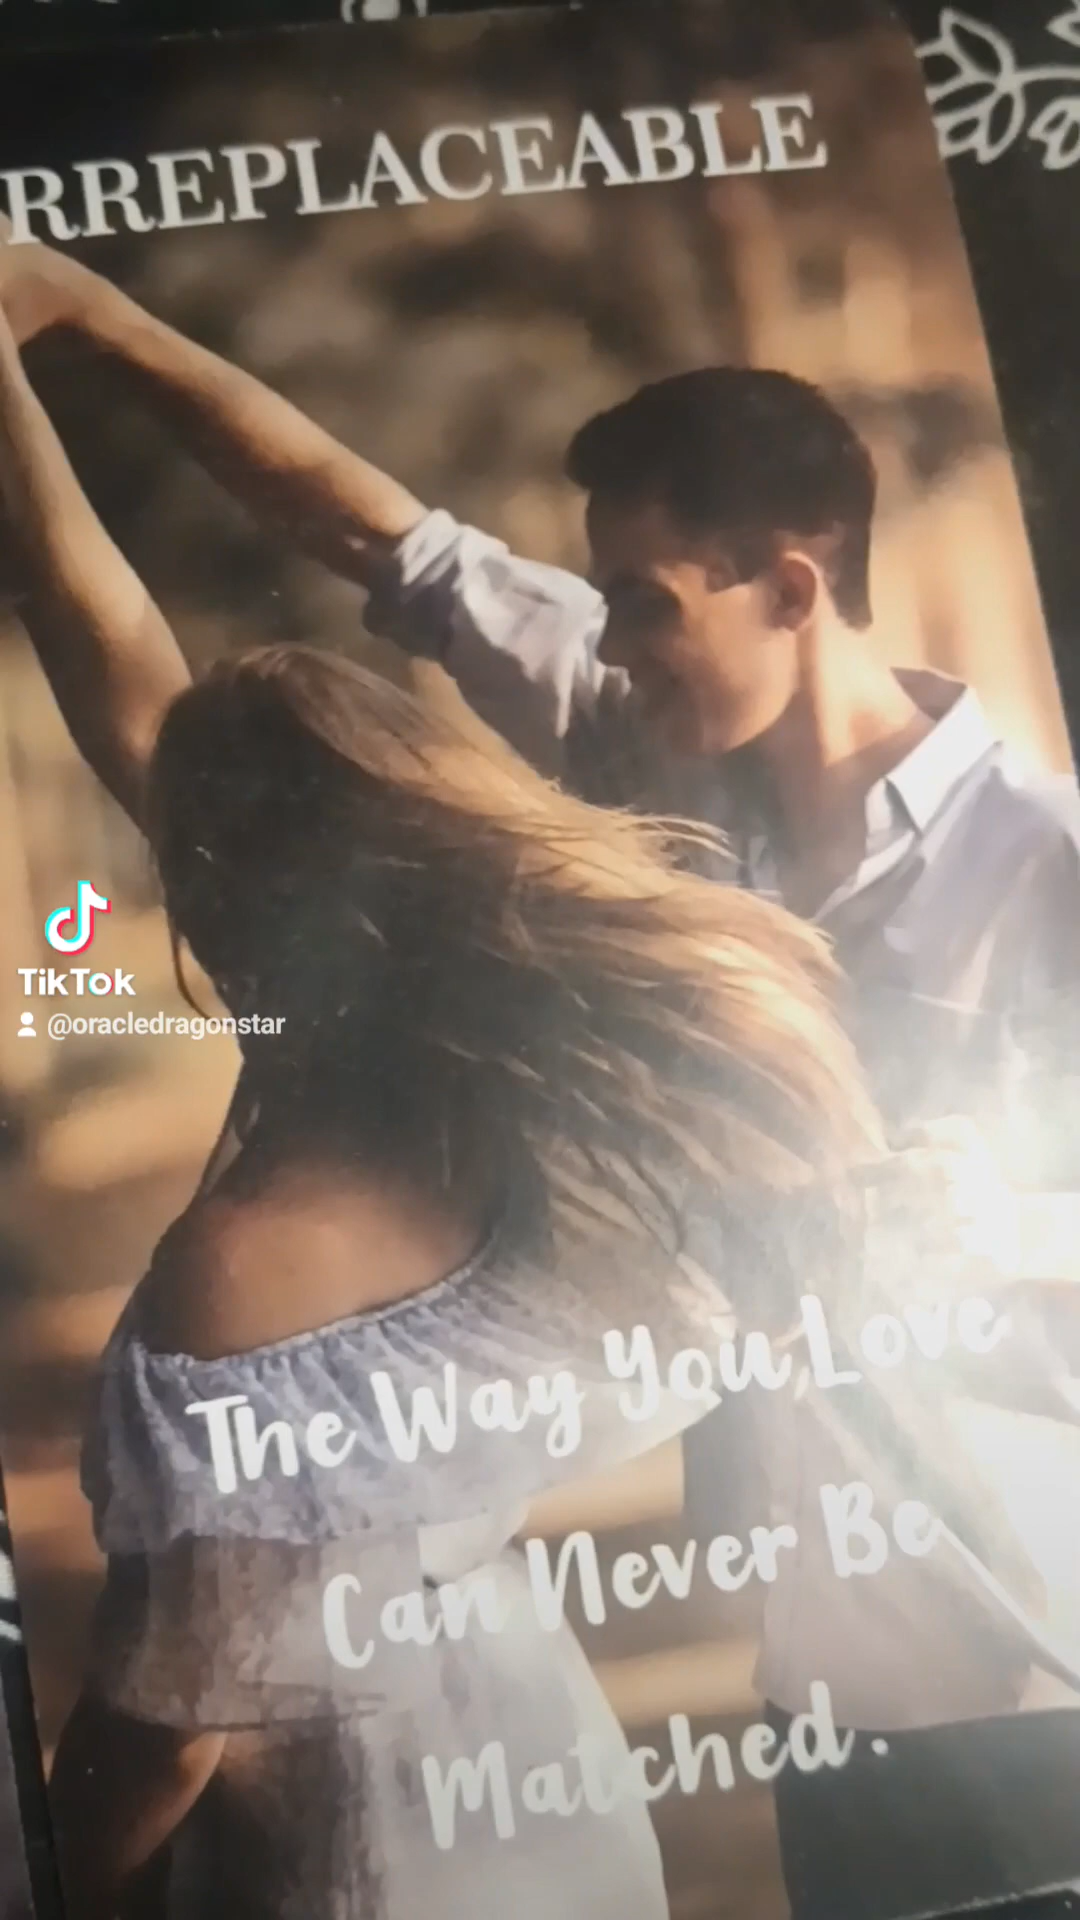 RREPLACEABLE
TikTok
@oracledragonstar
The Way You Love
Can Never Be
Matched.